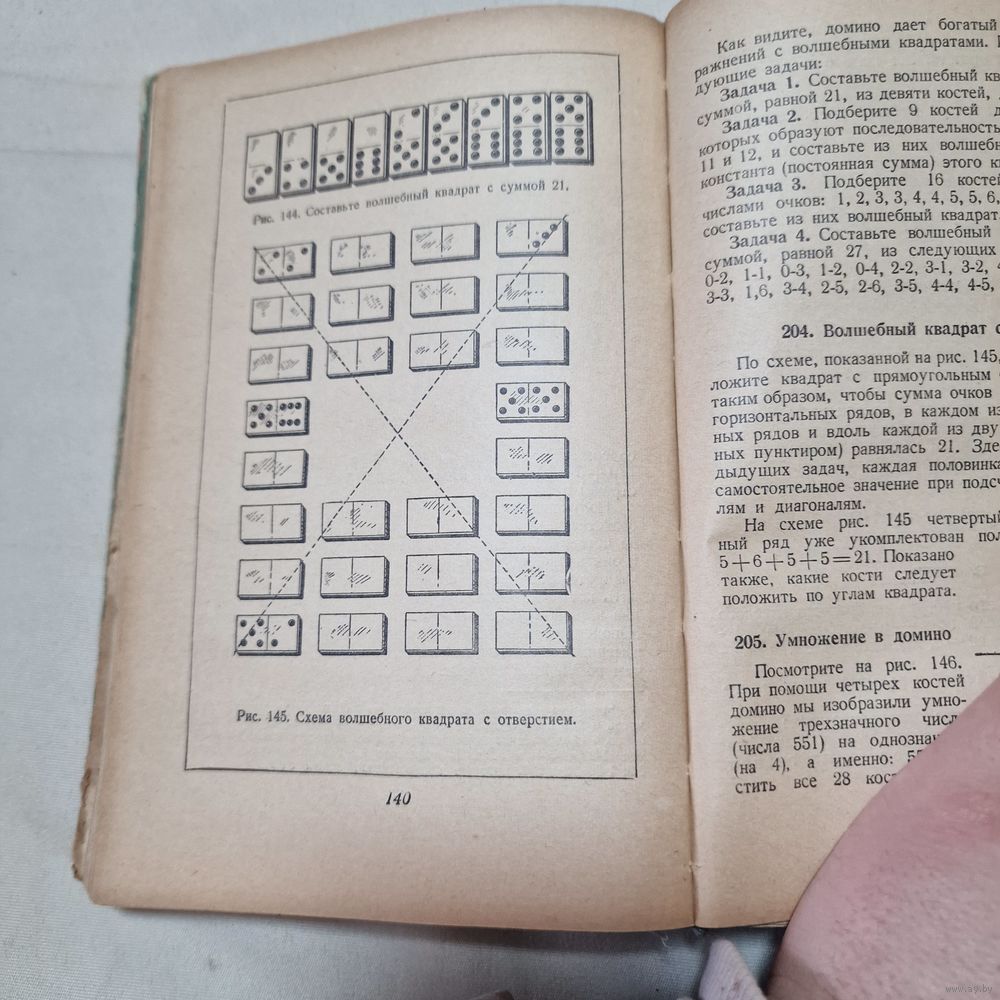 Рис. 144. Составьте волшебный квадрат с суммой 21.
Рис. 145. Схема волшебного квадрата с отверстием.
140
Как видите, домино дает богатый
ражнений с волшебными квадратами.
дующие задачи:
Задача 1. Составьте волшебный кв
суммой, равной 21, из девяти костей,
Задача 2. Подберите 9 костей д
которых образуют последовательность
11 и 12, и составьте из них волшебн
константа (постоянная сумма) этого к
Задача 3. Подберите 16 костей
числами очков: 1, 2, 3, 3, 4, 4, 5, 5, 6,
составьте из них волшебный квадрат
Задача 4. Составьте волшебный
суммой, равной 27, из следующих
0-2, 1-1, 0-3, 1-2, 0-4, 2-2, 3-1, 3-2, 4
3-3, 1,6, 3-4, 2-5, 2-6, 3-5, 4-4, 4-5,
204. Волшебный квадрат с
По схеме, показанной на рис. 145,
ложите квадрат с прямоугольным
таким образом, чтобы сумма очков
горизонтальных рядов, в каждом из
ных рядов и вдоль каждой из дву
ных пунктиром) равнялась 21. Зде
дыдущих задач, каждая половинка
самостоятельное значение при подсч
лям и диагоналям.
На схеме рис. 145 четвертый
ный ряд уже укомплектован пол
5+6+5+5=21. Показано
также, какие кости следует
положить по углам квадрата.
205. Умножение в домино
Посмотрите на рис. 146.
При помощи четырех костей
домино мы изобразили умно-
жение трехзначного числ
(числа 551) на однознач
(на 4), а именно: 55
стить все 28 кост
www.ay.by